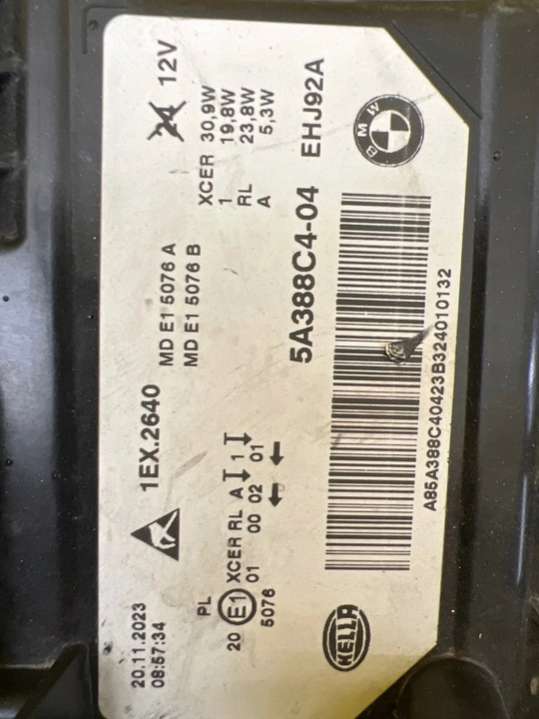 20.11.2023
08:57:34
1EX.2640
24 12V
MD E1 5076 A
MD E1 5076 B
XCER 30,9W
1 19,8W
RL 23,8W
A 5,3W
PL
20 E1 XCER RL A 1
01 00 02 01
5076
5A388C4-04 EHJ92A
BMW
HELLA
A85A388C40423B324010132